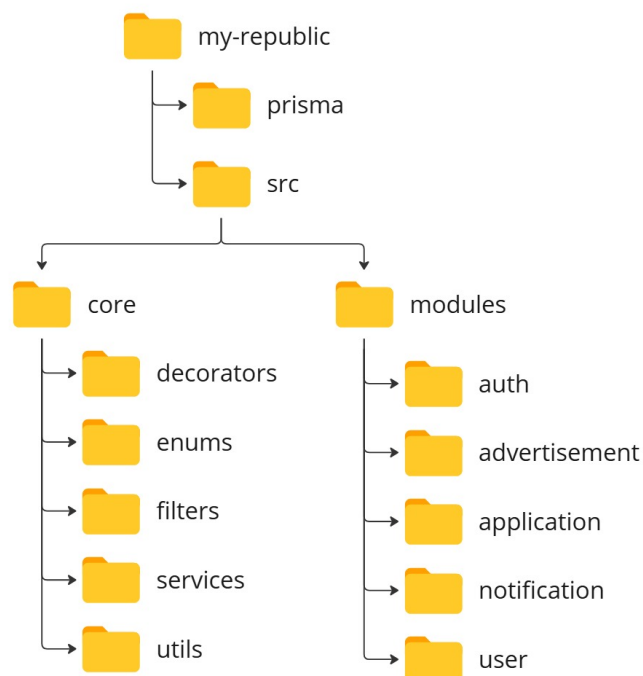 my-republic
prisma
src
core
decorators
enums
filters
services
utils
modules
auth
advertisement
application
notification
user